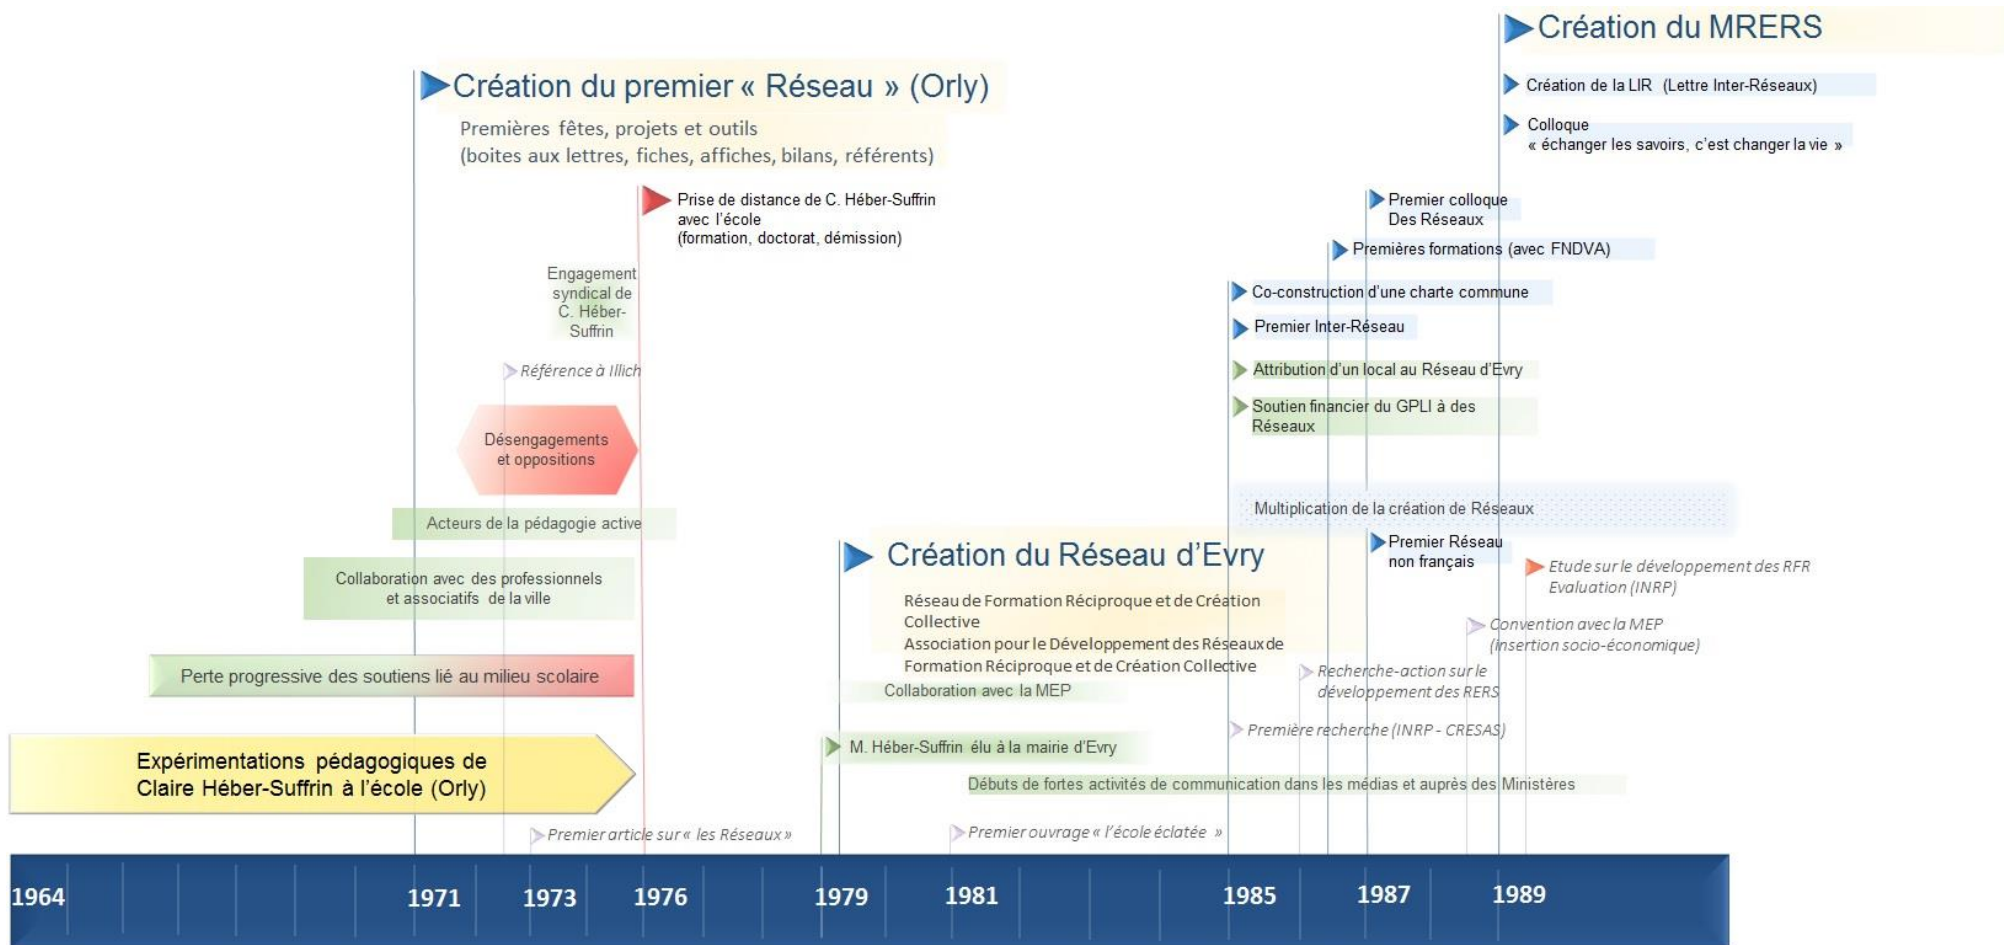 Création du MRERS
Création de la LIR (Lettre Inter-Réseaux)
Colloque
« échanger les savoirs, c'est changer la vie »
Création du premier « Réseau » (Orly)
Premières fêtes, projets et outils
(boites aux lettres, fiches, affiches, bilans, référents)
Prise de distance de C. Héber-Suffrin
avec l'école
(formation, doctorat, démission)
Engagement
syndical de
C. Héber-
Suffrin
Référence à Illich
Désengagements
et oppositions
Acteurs de la pédagogie active
Collaboration avec des professionnels
et associatifs de la ville
Perte progressive des soutiens lié au milieu scolaire
Expérimentations pédagogiques de
Claire Héber-Suffrin à l'école (Orly)
Premier article sur « les Réseaux »
Premier colloque
Des Réseaux
Premières formations (avec FNDVA)
Co-construction d'une charte commune
Premier Inter-Réseau
Attribution d'un local au Réseau d'Evry
Soutien financier du GPLI à des
Réseaux
Multiplication de la création de Réseaux
Premier Réseau
non français
Création du Réseau d'Evry
Réseau de Formation Réciproque et de Création
Collective
Association pour le Développement des Réseaux de
Formation Réciproque et de Création Collective
Collaboration avec la MEP
M. Héber-Suffrin élu à la mairie d'Evry
Débuts de fortes activités de communication dans les médias et auprès des Ministères
Premier ouvrage « l'école éclatée »
Etude sur le développement des RFR
Evaluation (INRP)
Convention avec la MEP
(insertion socio-économique)
Recherche-action sur le
développement des RERS
Première recherche (INRP - CRESAS)
1964
1971
1973
1976
1979
1981
1985
1987
1989